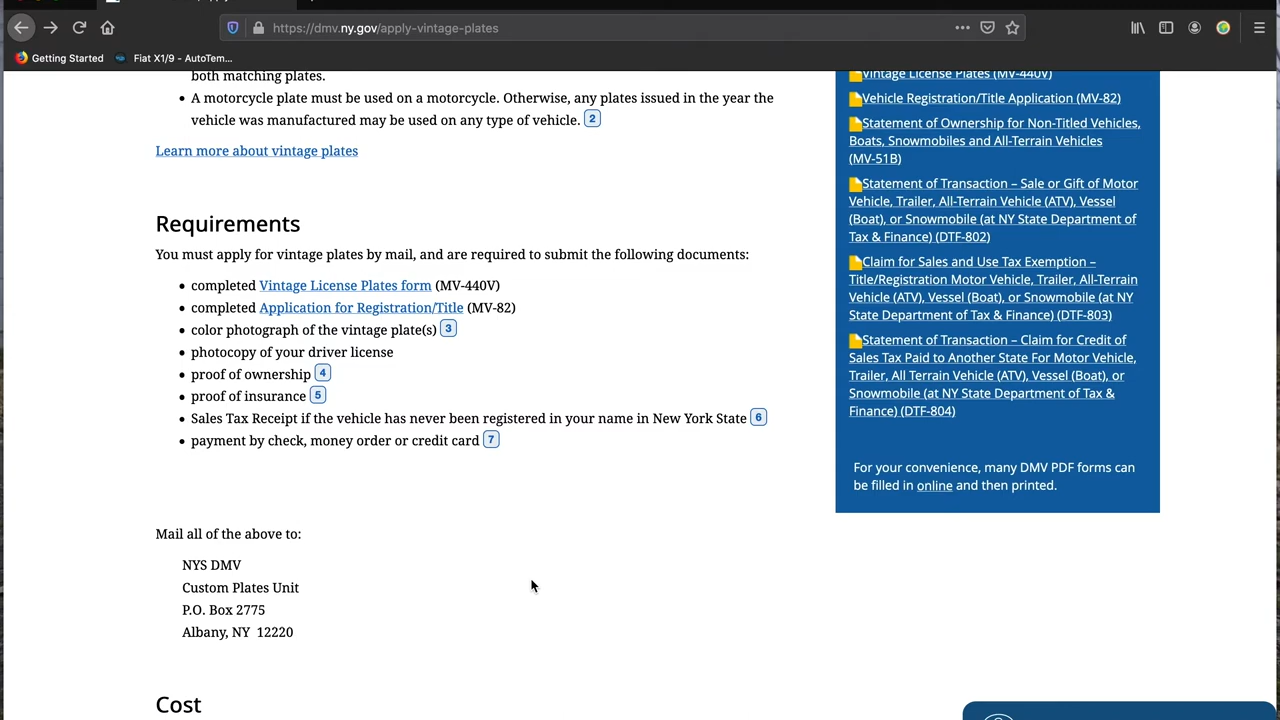 https://dmv.ny.gov/apply-vintage-plates
Getting Started
Fiat X1/9 - AutoTem...
both matching plates.
A motorcycle plate must be used on a motorcycle. Otherwise, any plates issued in the year the
vehicle was manufactured may be used on any type of vehicle. 2
Learn more about vintage plates
Requirements
You must apply for vintage plates by mail, and are required to submit the following documents:
completed Vintage License Plates form (MV-440V)
completed Application for Registration/Title (MV-82)
color photograph of the vintage plate(s) 3
photocopy of your driver license
proof of ownership 4
proof of insurance 5
Sales Tax Receipt if the vehicle has never been registered in your name in New York State 6
payment by check, money order or credit card 7
Mail all of the above to:
NYS DMV
Custom Plates Unit
P.O. Box 2775
Albany, NY 12220
Cost
Vintage License Plates (MV-440V)
Vehicle Registration/Title Application (MV-82)
Statement of Ownership for Non-Titled Vehicles,
Boats, Snowmobiles and All-Terrain Vehicles
(MV-51B)
Statement of Transaction – Sale or Gift of Motor
Vehicle, Trailer, All-Terrain Vehicle (ATV), Vessel
(Boat), or Snowmobile (at NY State Department of
Tax & Finance) (DTF-802)
Claim for Sales and Use Tax Exemption –
Title/Registration Motor Vehicle, Trailer, All-Terrain
Vehicle (ATV), Vessel (Boat), or Snowmobile (at NY
State Department of Tax & Finance) (DTF-803)
Statement of Transaction – Claim for Credit of
Sales Tax Paid to Another State For Motor Vehicle,
Trailer, All Terrain Vehicle (ATV), Vessel (Boat), or
Snowmobile (at NY State Department of Tax &
Finance) (DTF-804)
For your convenience, many DMV PDF forms can
be filled in online and then printed.